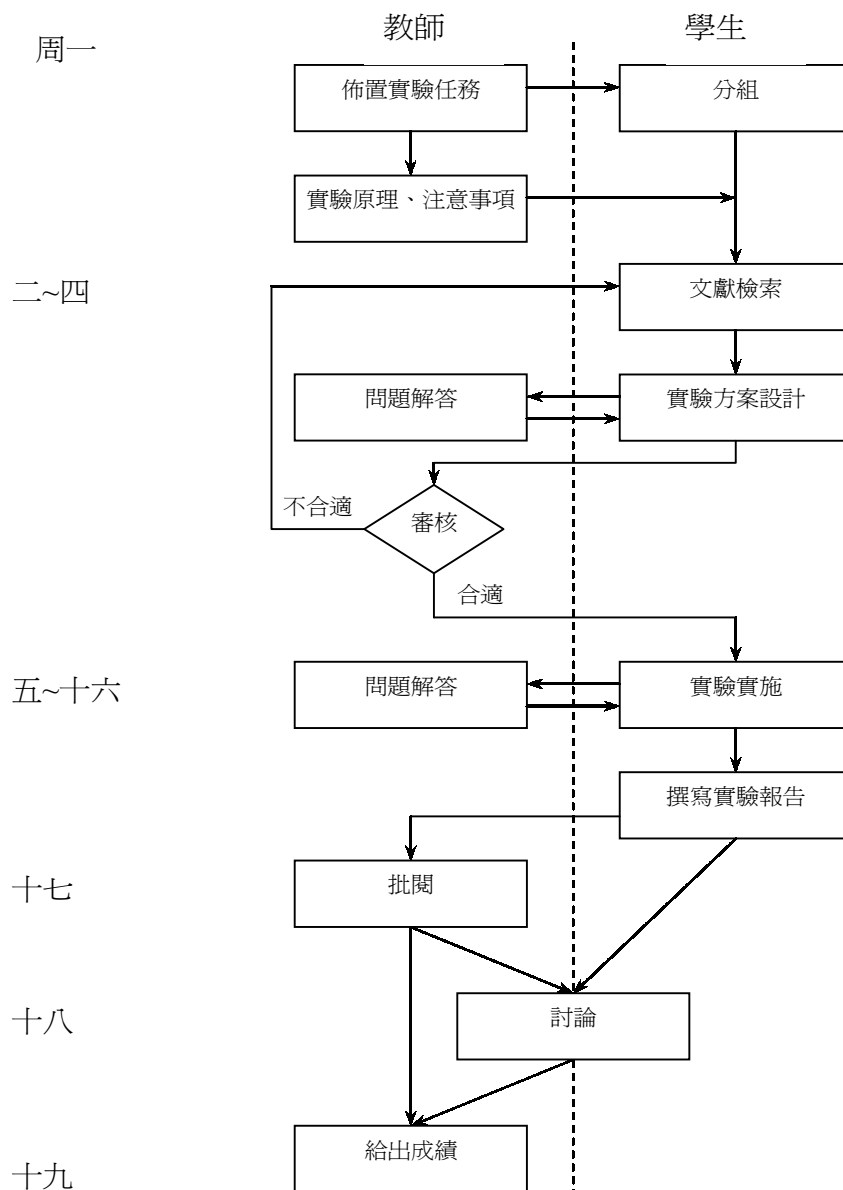 教師
學生
周一
佈置實驗任務
分組
實驗原理、注意事項
二~四
文獻檢索
問題解答
實驗方案設計
不合適
審核
合適
五~十六
問題解答
實驗實施
撰寫實驗報告
十七
批閱
十八
討論
給出成績
十九